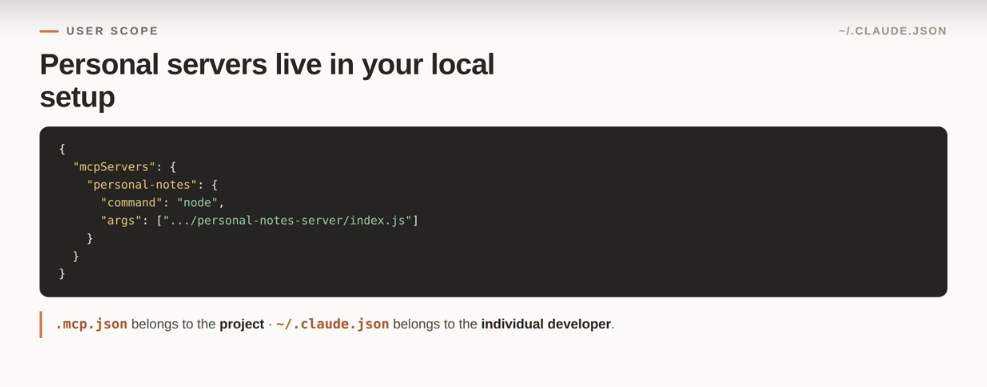 USER SCOPE
~/.CLAUDE.JSON
Personal servers live in your local
setup
{
  "mcpServers": {
    "personal-notes": {
      "command": "node",
      "args": [".../personal-notes-server/index.js"]
    }
  }
}
.mcp.json belongs to the project · ~/.claude.json belongs to the individual developer.